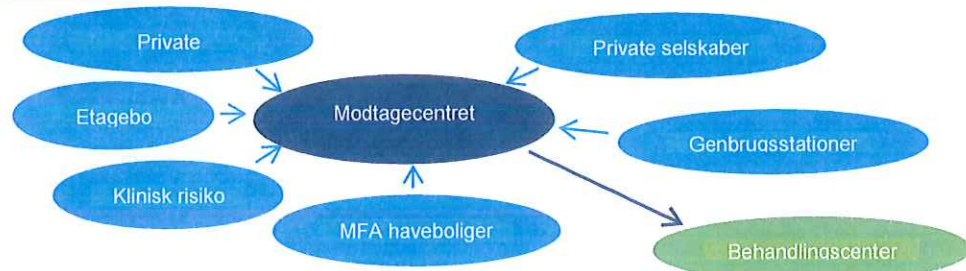 Private
Private selskaber
Etagebo
Modtagecentret
Genbrugsstationer
Klinisk risiko
MFA haveboliger
Behandlingscenter